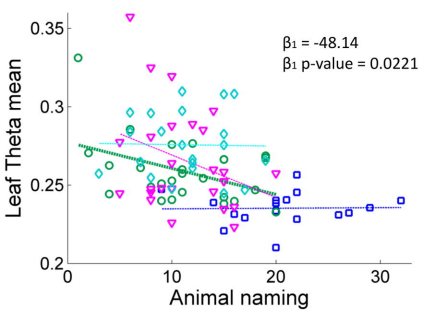 0.35
β1 = -48.14
β1 p-value = 0.0221
0.3
Leaf Theta mean
0.25
0.2
0 10 20 30
Animal naming